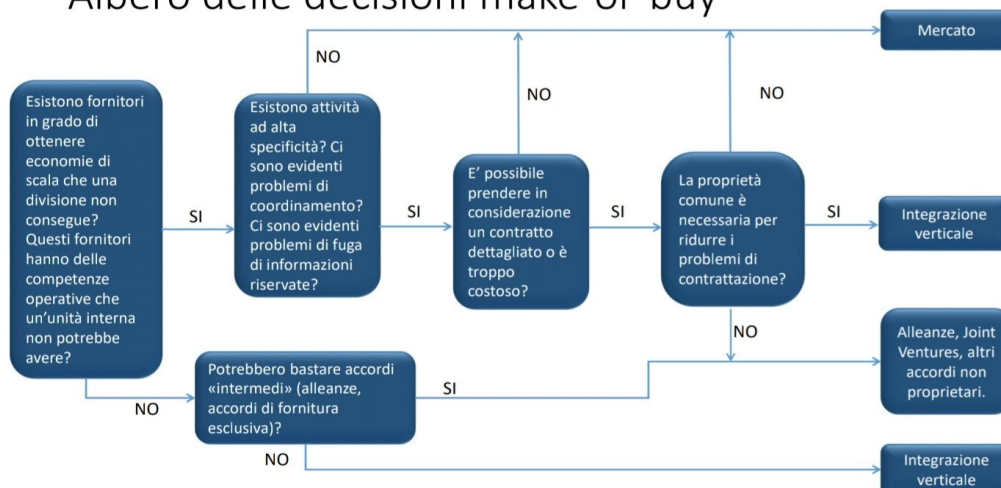 Albero delle decisioni make-or-buy
Mercato
NO
Esistono fornitori
in grado di
ottenere
economie di
scala che una
divisione non
consegue?
Questi fornitori
hanno delle
competenze
operative che
un'unità interna
non potrebbe
avere?
SI
Esistono attività
ad alta
specificità? Ci
sono evidenti
problemi di
coordinamento?
Ci sono evidenti
problemi di fuga
di informazioni
riservate?
SI
NO
E' possibile
prendere in
considerazione
un contratto
dettagliato o è
troppo
costoso?
SI
NO
La proprietà
comune è
necessaria per
ridurre i
problemi di
contrattazione?
SI
Integrazione
verticale
NO
Alleanze, Joint
Ventures, altri
accordi non
proprietari.
NO
Potrebbero bastare accordi
«intermedi» (alleanze,
accordi di fornitura
esclusiva)?
SI
NO
Integrazione
verticale